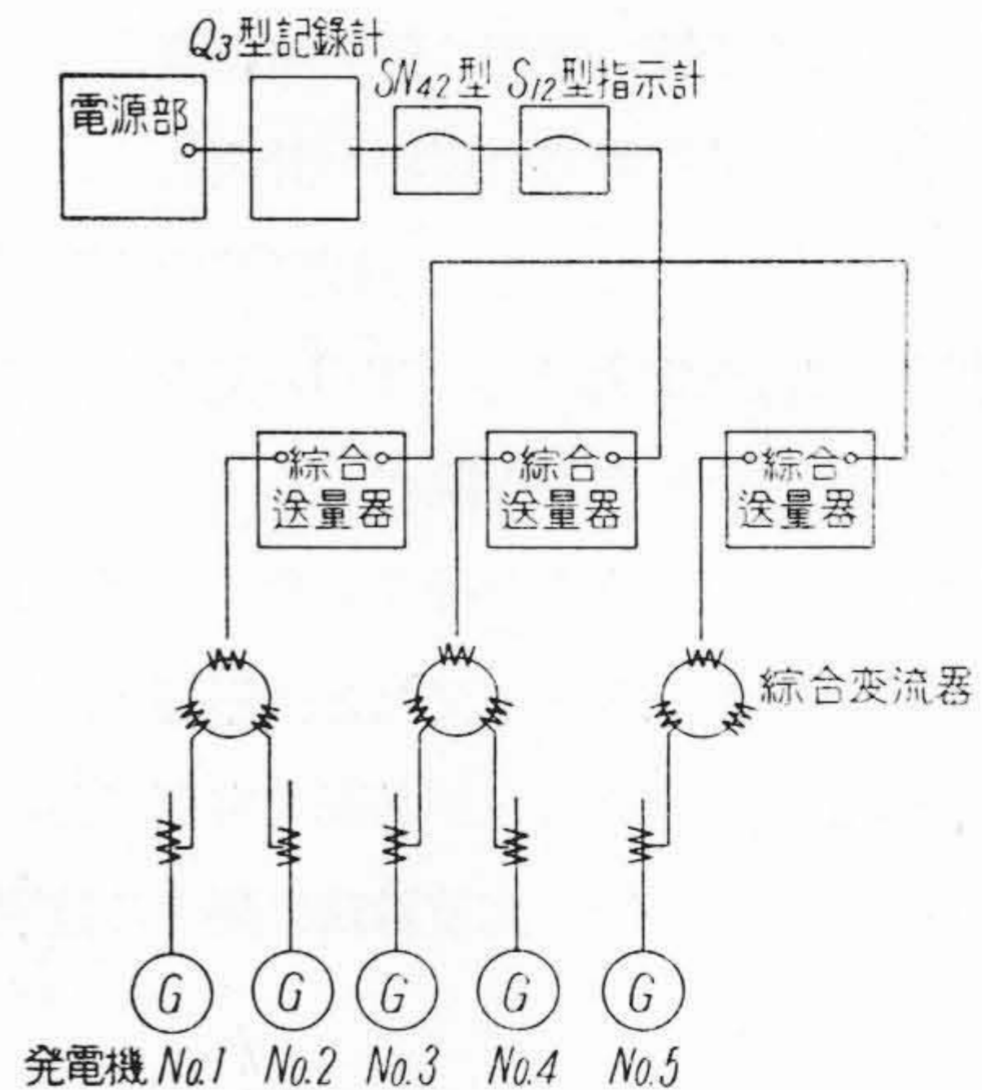 Q3型記録計
SN42型 S12型指示計
電源部
綜合
送量器
綜合
送量器
綜合
送量器
綜合変流器
G G G G G
発電機 No.1 No.2 No.3 No.4 No.5